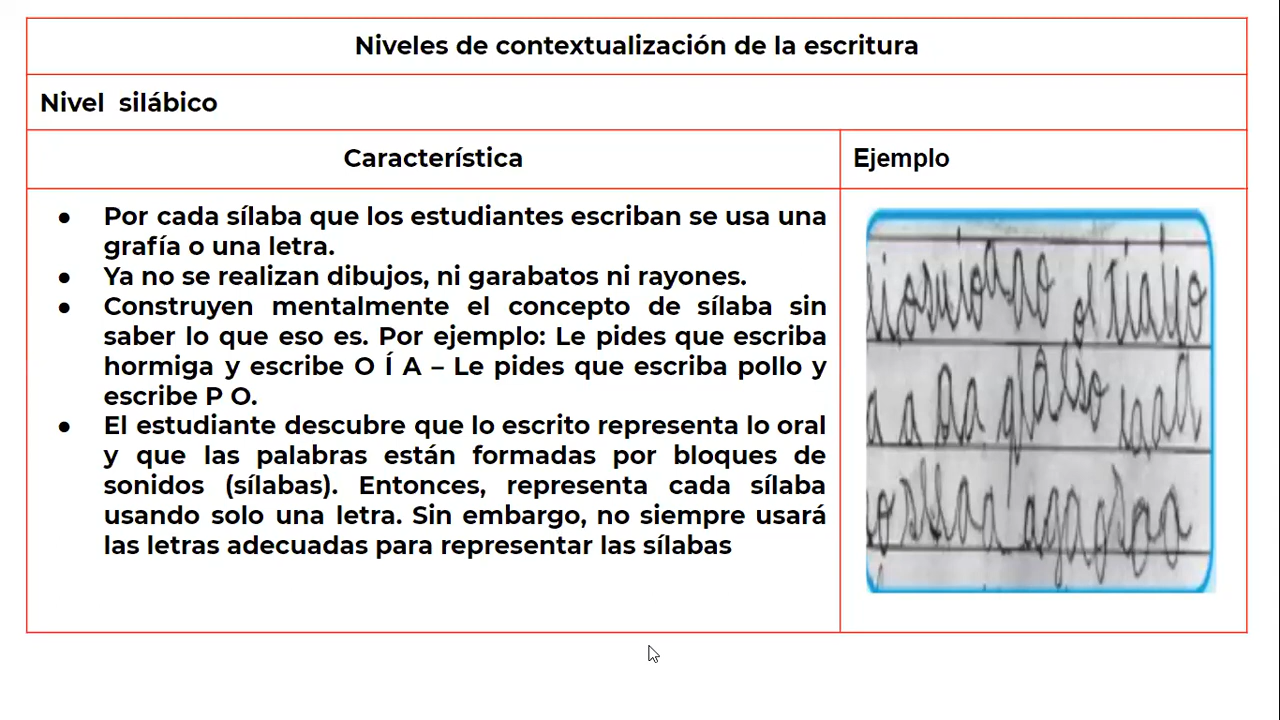 Niveles de contextualización de la escritura
Nivel silábico
Característica
Ejemplo
● Por cada sílaba que los estudiantes escriban se usa una
grafía o una letra.
● Ya no se realizan dibujos, ni garabatos ni rayones.
● Construyen mentalmente el concepto de sílaba sin
saber lo que eso es. Por ejemplo: Le pides que escriba
hormiga y escribe O Í A – Le pides que escriba pollo y
escribe P O.
● El estudiante descubre que lo escrito representa lo oral
y que las palabras están formadas por bloques de
sonidos (sílabas). Entonces, representa cada sílaba
usando solo una letra. Sin embargo, no siempre usará
las letras adecuadas para representar las sílabas